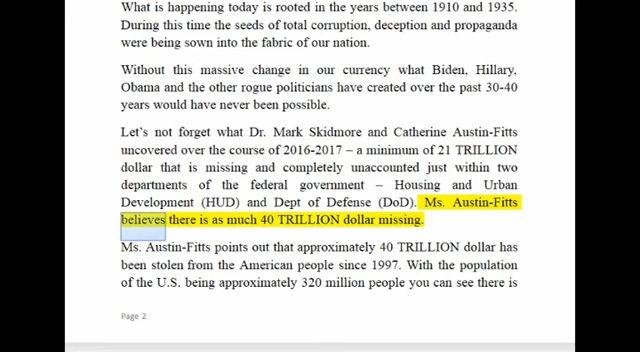 What is happening today is rooted in the years between 1910 and 1935.
During this time the seeds of total corruption, deception and propaganda
were being sown into the fabric of our nation.
Without this massive change in our currency what Biden, Hillary,
Obama and the other rogue politicians have created over the past 30-40
years would have never been possible.
Let's not forget what Dr. Mark Skidmore and Catherine Austin-Fitts
uncovered over the course of 2016-2017 – a minimum of 21 TRILLION
dollar that is missing and completely unaccounted just within two
departments of the federal government – Housing and Urban
Development (HUD) and Dept of Defense (DoD). Ms. Austin-Fitts
believes there is as much 40 TRILLION dollar missing.
Ms. Austin-Fitts points out that approximately 40 TRILLION dollar has
been stolen from the American people since 1997. With the population
of the U.S. being approximately 320 million people you can see there is
Page 2